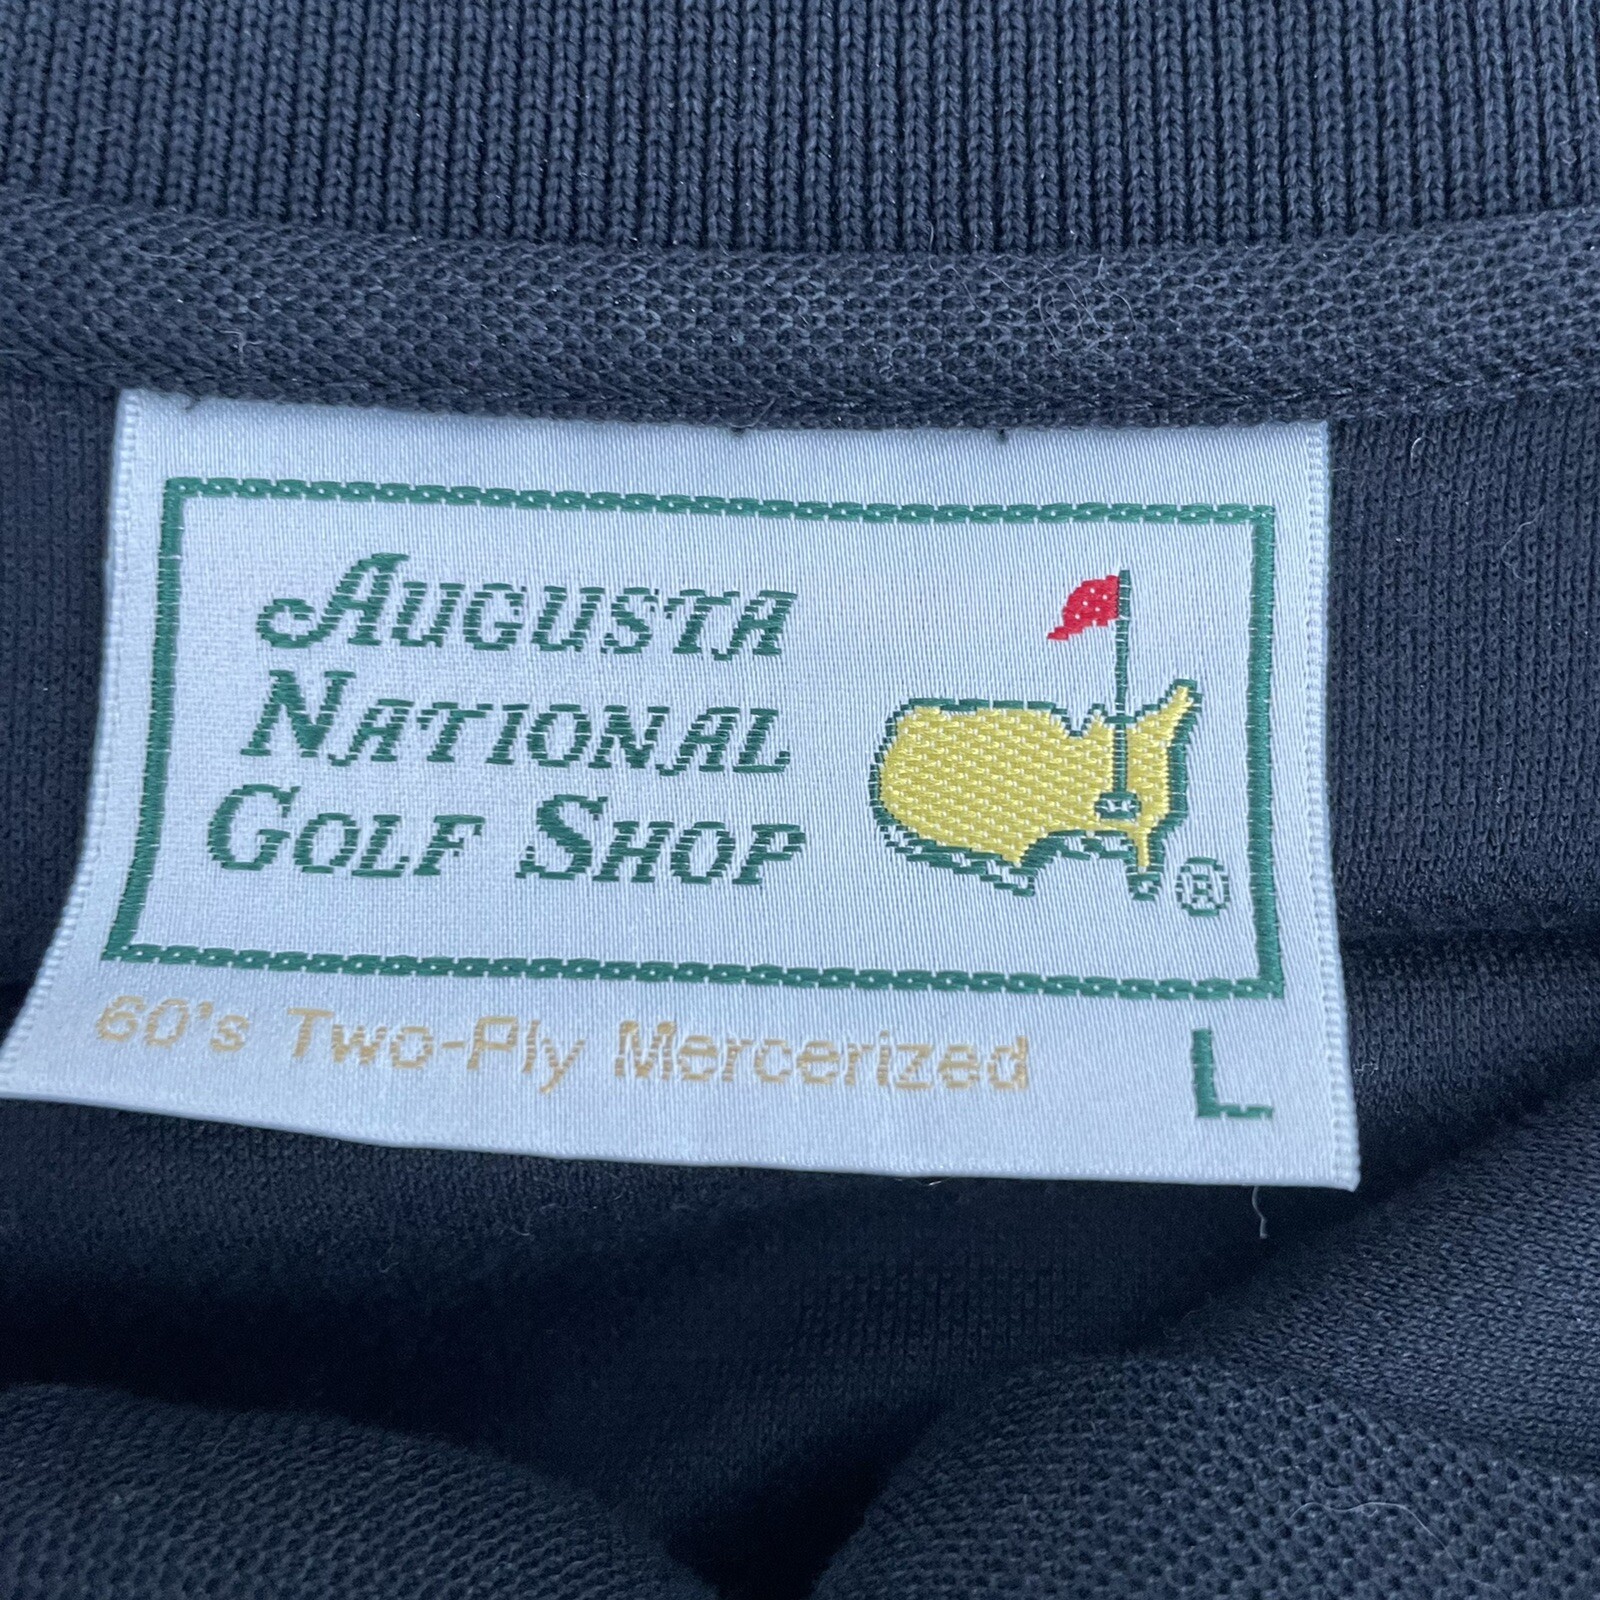 AUGUSTA
NATIONAL
GOLF SHOP
®
60's Two-Ply Mercerized
L